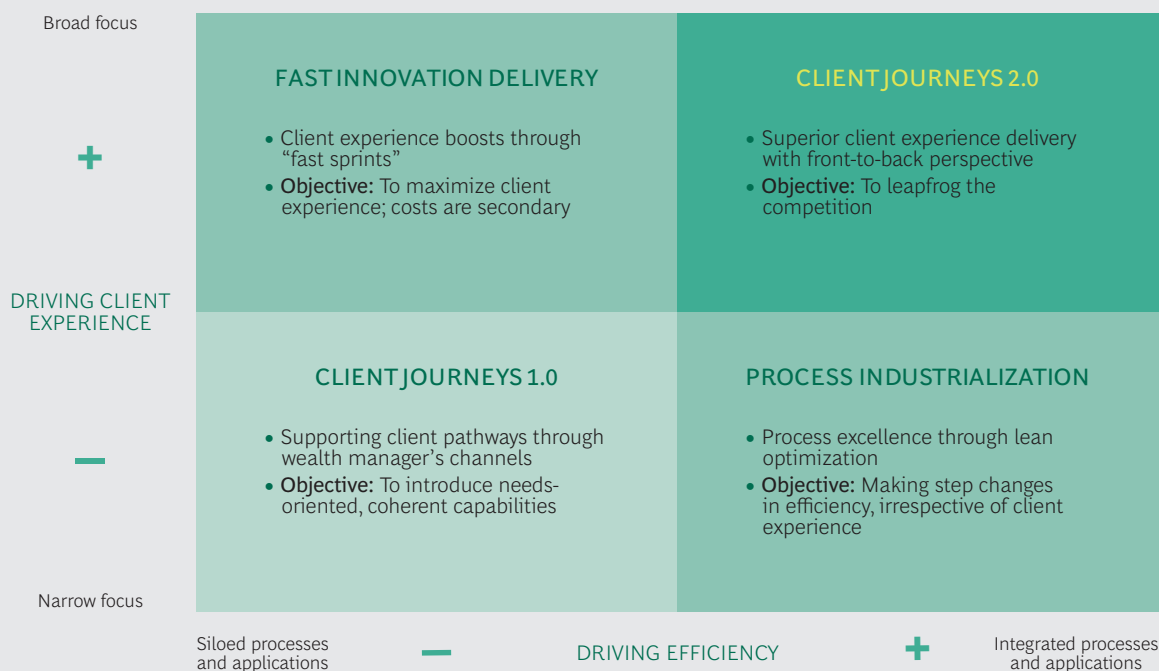 Broad focus
FAST INNOVATION DELIVERY
• Client experience boosts through
“fast sprints”
• Objective: To maximize client
experience; costs are secondary
CLIENT JOURNEYS 2.0
• Superior client experience delivery
with front-to-back perspective
• Objective: To leapfrog the
competition
+
DRIVING CLIENT
EXPERIENCE
CLIENT JOURNEYS 1.0
• Supporting client pathways through
wealth manager’s channels
• Objective: To introduce needs-
oriented, coherent capabilities
PROCESS INDUSTRIALIZATION
• Process excellence through lean
optimization
• Objective: Making step changes
in efficiency, irrespective of client
experience
–
Narrow focus
Siloed processes
and applications
–
DRIVING EFFICIENCY
+
Integrated processes
and applications